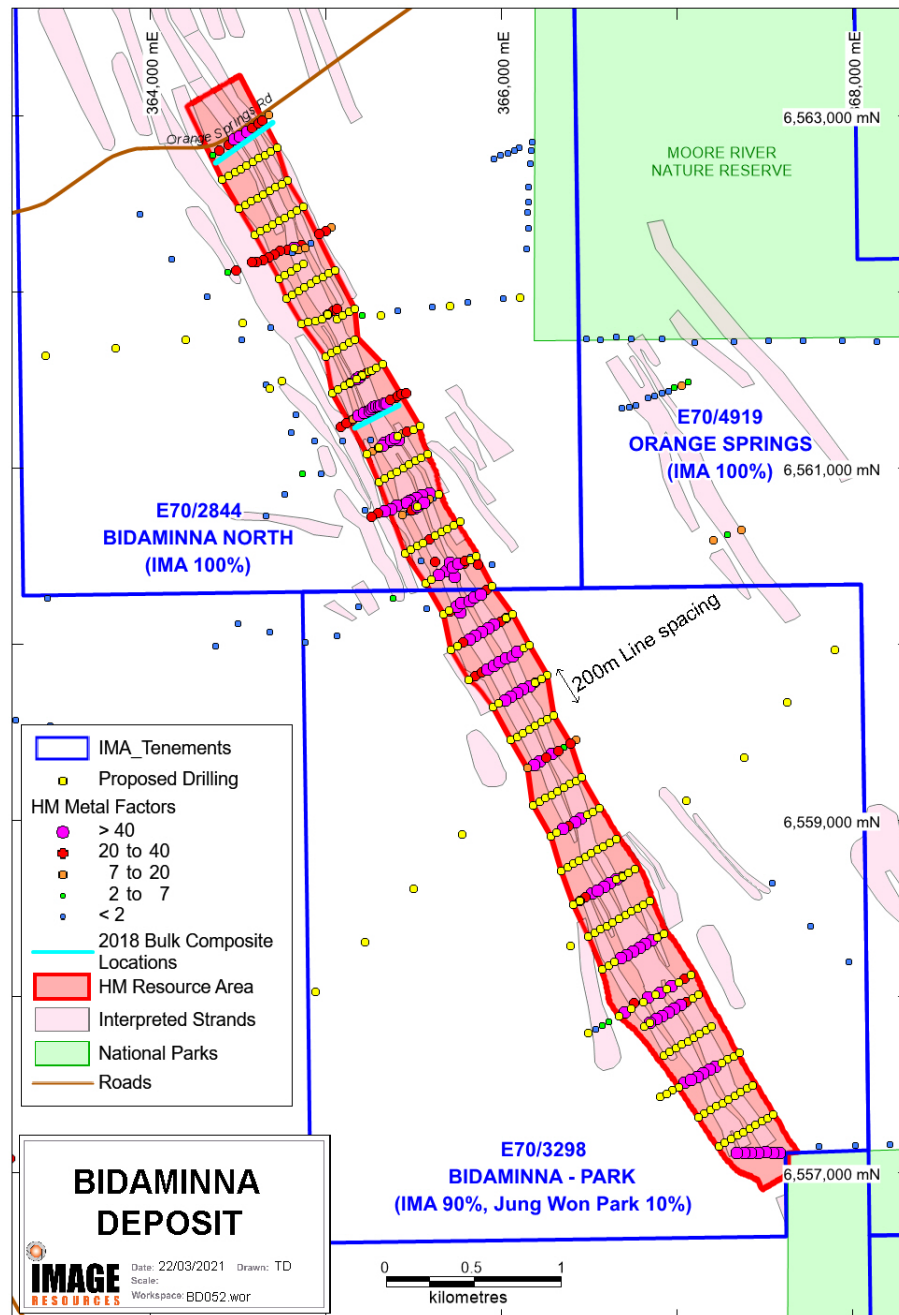 364,000 mE
366,000 mE
368,000 mE
6,563,000 mN
Orange Springs Rd
MOORE RIVER
NATURE RESERVE
E70/4919
ORANGE SPRINGS
(IMA 100%)
6,561,000 mN
E70/2844
BIDAMINNA NORTH
(IMA 100%)
200m Line spacing
IMA_Tenements
Proposed Drilling
HM Metal Factors
> 40
20 to 40
7 to 20
2 to 7
< 2
2018 Bulk Composite
Locations
HM Resource Area
Interpreted Strands
National Parks
Roads
6,559,000 mN
E70/3298
BIDAMINNA - PARK
(IMA 90%, Jung Won Park 10%)
6,557,000 mN
BIDAMINNA
DEPOSIT
IMAGE
RESOURCES
Date: 22/03/2021 Drawn: TD
Scale:
Workspace: BD052.wor
0 0.5 1
kilometres